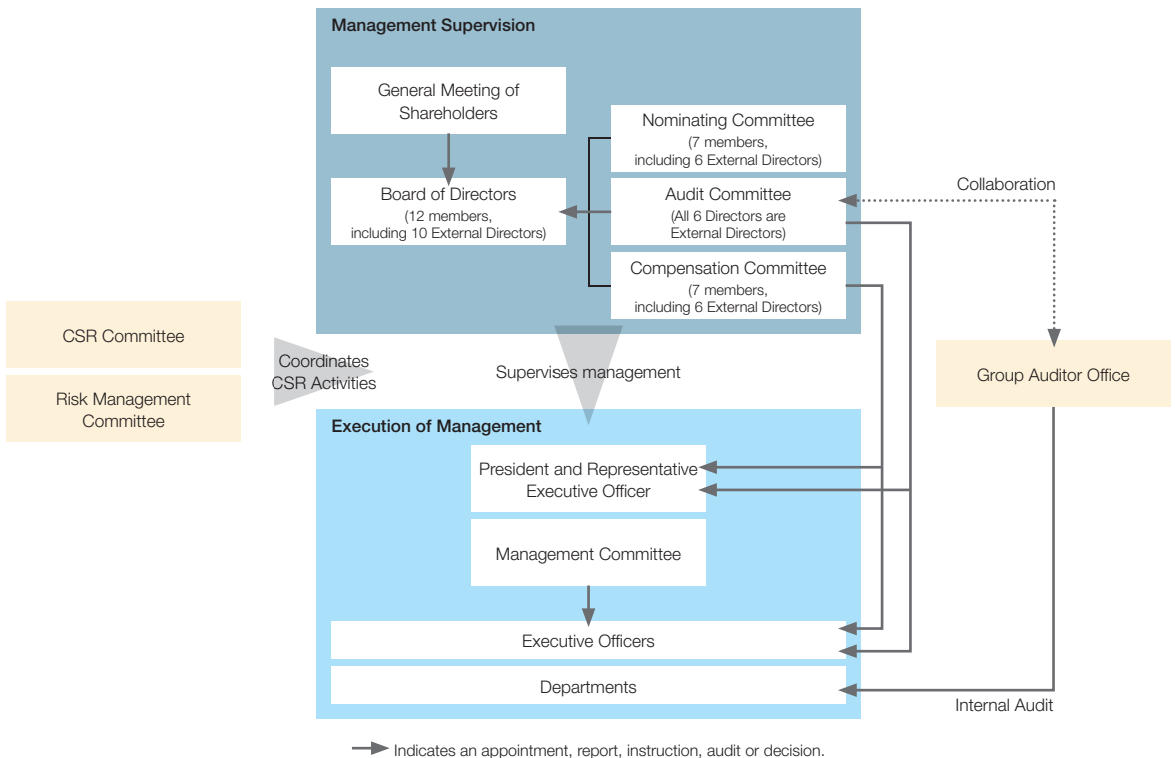 Management Supervision
General Meeting of
Shareholders
Nominating Committee
(7 members,
including 6 External Directors)
Board of Directors
(12 members,
including 10 External Directors)
Audit Committee
(All 6 Directors are
External Directors)
Collaboration
Compensation Committee
(7 members,
including 6 External Directors)
CSR Committee
Risk Management
Committee
Coordinates
CSR Activities
Supervises management
Group Auditor Office
Execution of Management
President and Representative
Executive Officer
Management Committee
Executive Officers
Departments
Internal Audit
Indicates an appointment, report, instruction, audit or decision.